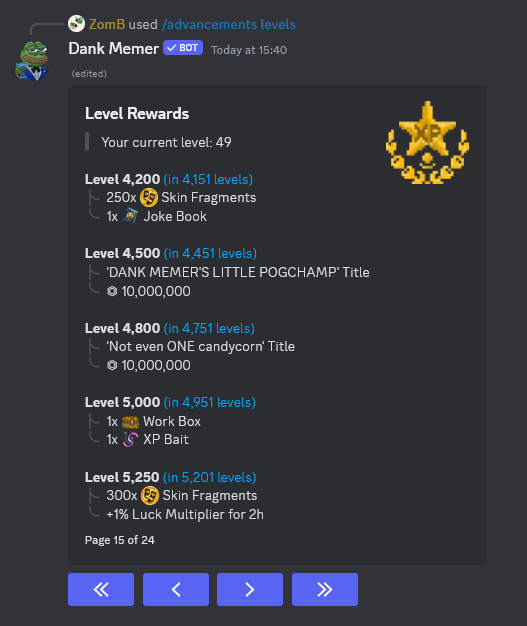 ZomB used /advancements levels
Dank Memer BOT Today at 15:40
(edited)
Level Rewards
Your current level: 49
XP
Level 4,200 (in 4,151 levels)
250x Skin Fragments
1x Joke Book
Level 4,500 (in 4,451 levels)
'DANK MEMER'S LITTLE POGCHAMP' Title
10,000,000
Level 4,800 (in 4,751 levels)
'Not even ONE candycorn' Title
10,000,000
Level 5,000 (in 4,951 levels)
1x Work Box
1x XP Bait
Level 5,250 (in 5,201 levels)
300x Skin Fragments
+1% Luck Multiplier for 2h
Page 15 of 24